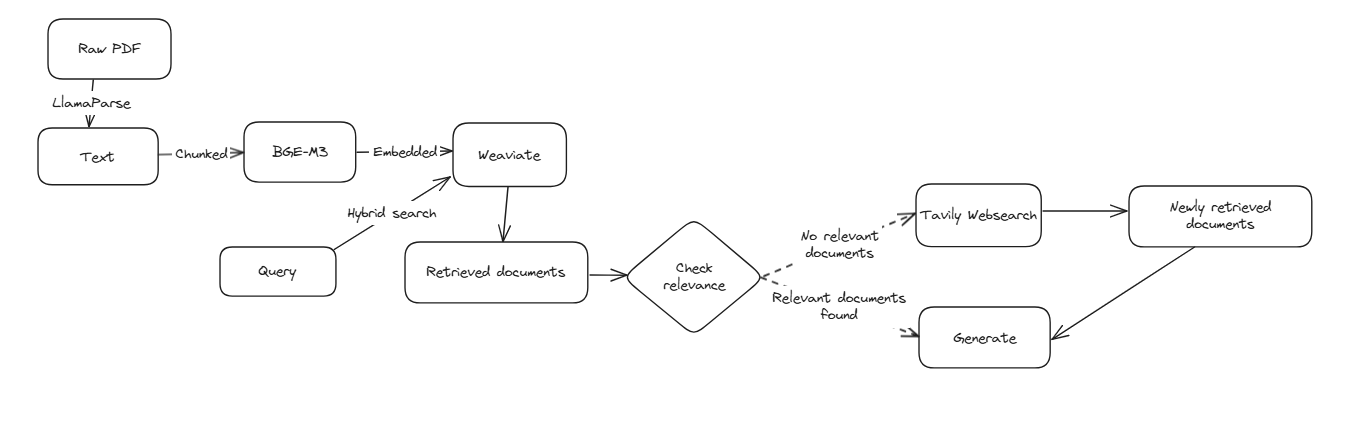 Raw PDF
LlamaParse
Text
Chunked
BGE-M3
Embedded
Weaviate
Hybrid search
Query
Retrieved documents
Check
relevance
No relevant
documents
Relevant documents
found
Tavily Websearch
Newly retrieved
documents
Generate